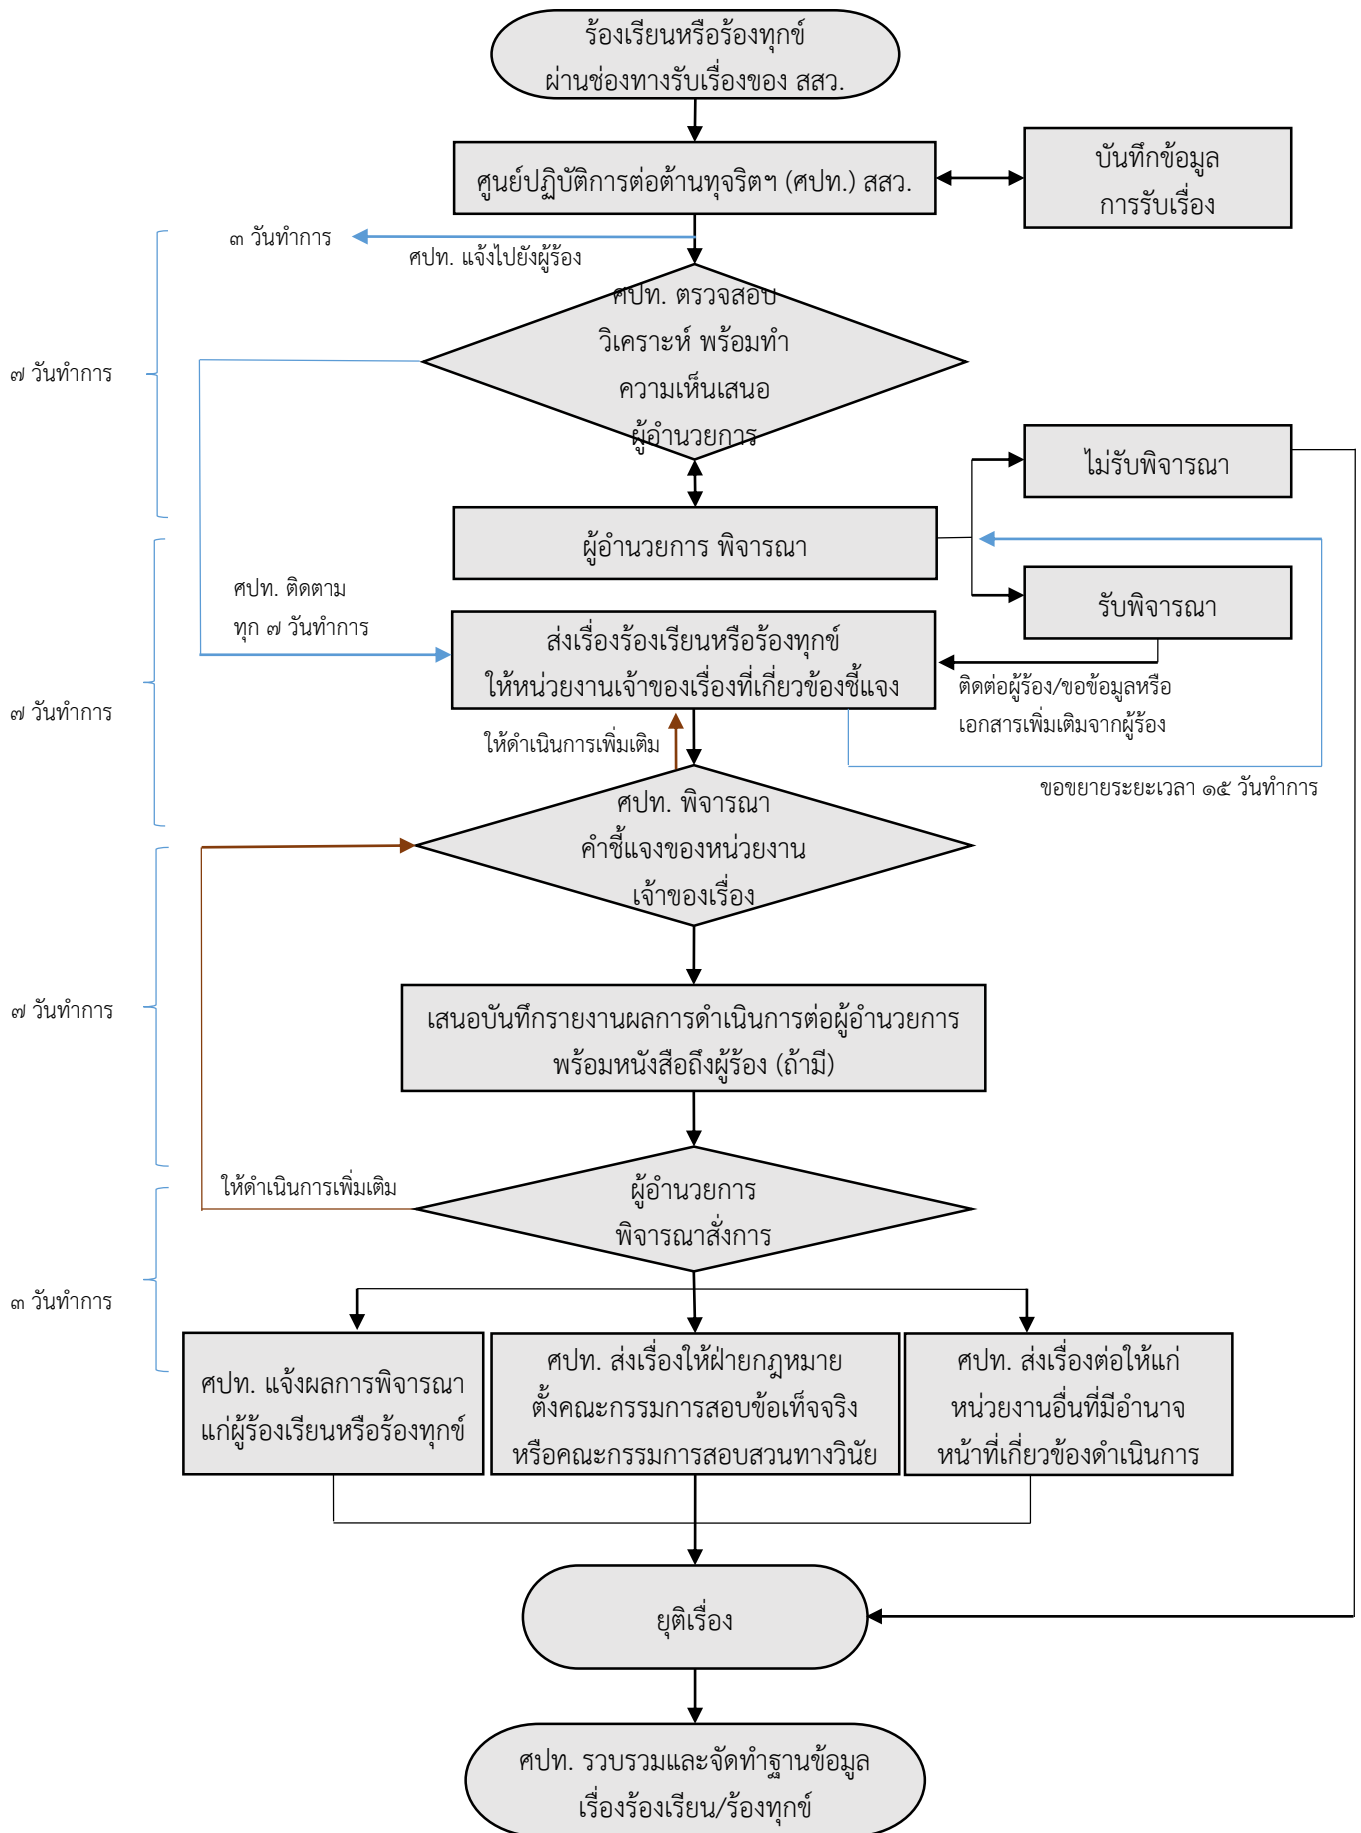 ร้องเรียนหรือร้องทุกข์
ผ่านช่องทางรับเรื่องของ สสว.
ศูนย์ปฏิบัติการต่อต้านทุจริตฯ (ศปท.) สสว.
บันทึกข้อมูล
การรับเรื่อง
๓ วันทำการ
ศปท. แจ้งไปยังผู้ร้อง
ศปท. ตรวจสอบ
วิเคราะห์ พร้อมทำ
ความเห็นเสนอ
ผู้อำนวยการ
๗ วันทำการ
ไม่รับพิจารณา
ผู้อำนวยการ พิจารณา
รับพิจารณา
ศปท. ติดตาม
ทุก ๗ วันทำการ
ส่งเรื่องร้องเรียนหรือร้องทุกข์
ให้หน่วยงานเจ้าของเรื่องที่เกี่ยวข้องชี้แจง
ติดต่อผู้ร้อง/ขอข้อมูลหรือ
เอกสารเพิ่มเติมจากผู้ร้อง
๗ วันทำการ
ให้ดำเนินการเพิ่มเติม
ขอขยายระยะเวลา ๑๕ วันทำการ
ศปท. พิจารณา
คำชี้แจงของหน่วยงาน
เจ้าของเรื่อง
๗ วันทำการ
เสนอบันทึกรายงานผลการดำเนินการต่อผู้อำนวยการ
พร้อมหนังสือถึงผู้ร้อง (ถ้ามี)
ให้ดำเนินการเพิ่มเติม
ผู้อำนวยการ
พิจารณาสั่งการ
๓ วันทำการ
ศปท. แจ้งผลการพิจารณา
แก่ผู้ร้องเรียนหรือร้องทุกข์
ศปท. ส่งเรื่องให้ฝ่ายกฎหมาย
ตั้งคณะกรรมการสอบข้อเท็จจริง
หรือคณะกรรมการสอบสวนทางวินัย
ศปท. ส่งเรื่องต่อให้แก่
หน่วยงานอื่นที่มีอำนาจ
หน้าที่เกี่ยวข้องดำเนินการ
ยุติเรื่อง
ศปท. รวบรวมและจัดทำฐานข้อมูล
เรื่องร้องเรียน/ร้องทุกข์